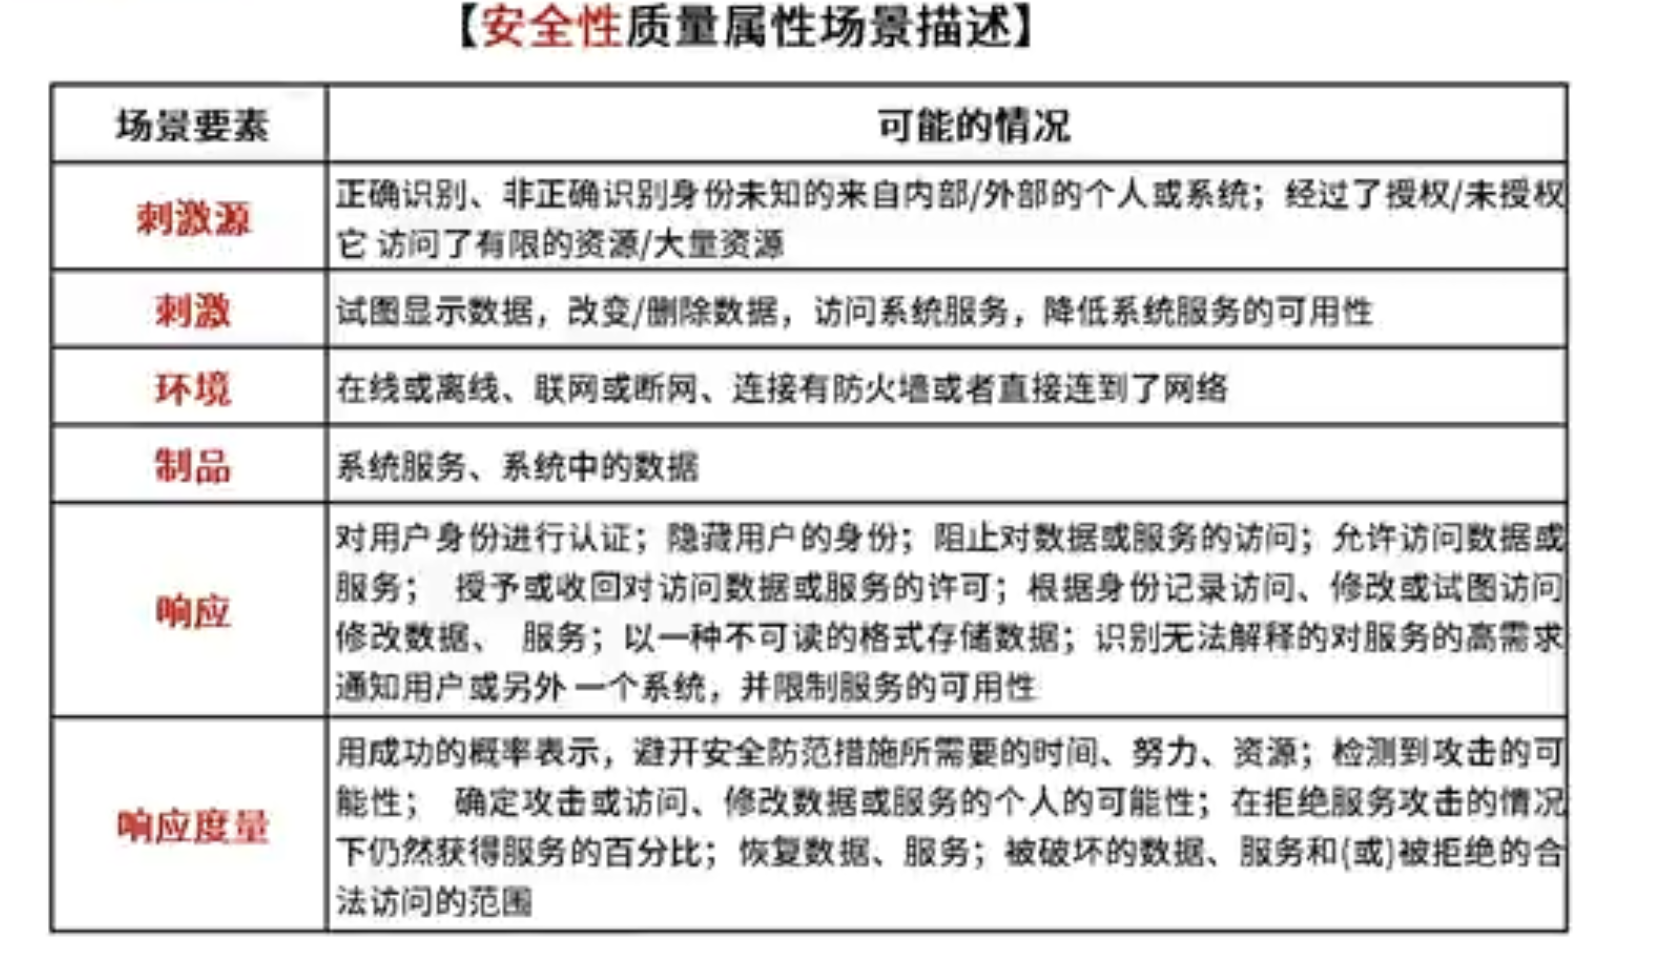 【安全性质量属性场景描述】
场景要素 可能的情况
刺激源
正确识别、非正确识别身份未知的来自内部/外部的个人或系统；经过了授权/未授权
它 访问了有限的资源/大量资源
刺激 试图显示数据，改变/删除数据，访问系统服务，降低系统服务的可用性
环境 在线或离线、联网或断网、连接有防火墙或者直接连到了网络
制品 系统服务、系统中的数据
响应
对用户身份进行认证；隐藏用户的身份；阻止对数据或服务的访问；允许访问数据或
服务； 授予或收回对访问数据或服务的许可；根据身份记录访问、修改或试图访问
修改数据、 服务；以一种不可读的格式存储数据；识别无法解释的对服务的高需求
通知用户或另外 一个系统，并限制服务的可用性
响应度量
用成功的概率表示，避开安全防范措施所需要的时间、努力、资源；检测到攻击的可
能性； 确定攻击或访问、修改数据或服务的个人的可能性；在拒绝服务攻击的情况
下仍然获得服务的百分比；恢复数据、服务；被破坏的数据、服务和(或)被拒绝的合
法访问的范围